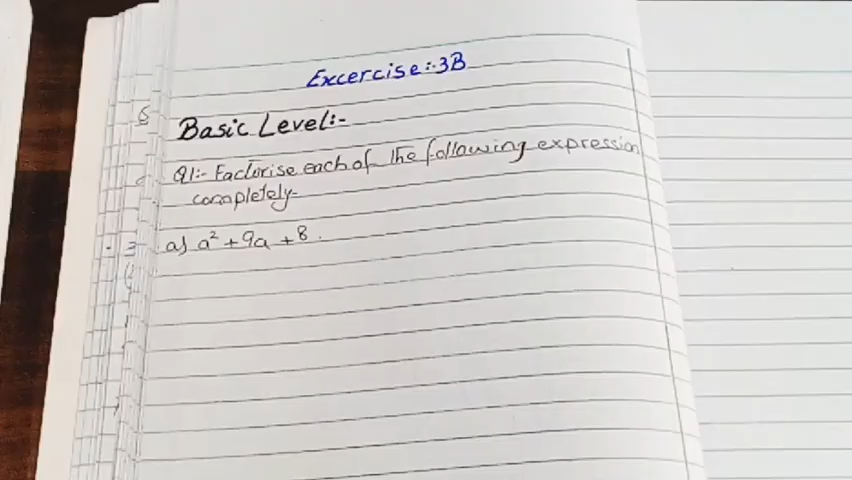 Excercise:-3B
Basic Level:-
Q1:- Factorise each of the following expression
completely-
a) a² + 9a + 8.